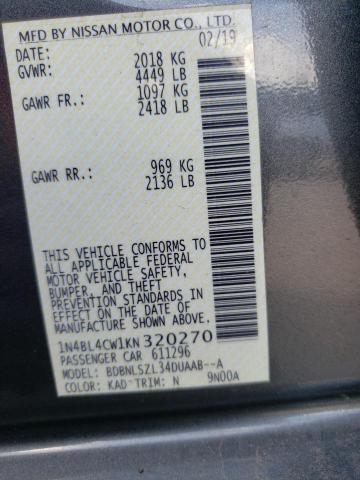 MFD BY NISSAN MOTOR CO., LTD.
DATE: 02/19
GVWR: 2018 KG
4449 LB
GAWR FR.: 1097 KG
2418 LB
GAWR RR.: 969 KG
2136 LB
THIS VEHICLE CONFORMS TO
ALL APPLICABLE FEDERAL
MOTOR VEHICLE SAFETY,
BUMPER, AND THEFT
PREVENTION STANDARDS IN
EFFECT ON THE DATE OF
MANUFACTURE SHOWN ABOVE.
1N4BL4CW1KN320270
PASSENGER CAR 611296
MODEL: BDBNLSZL34DUAAB--A
COLOR: KAD TRIM: N 9N00A